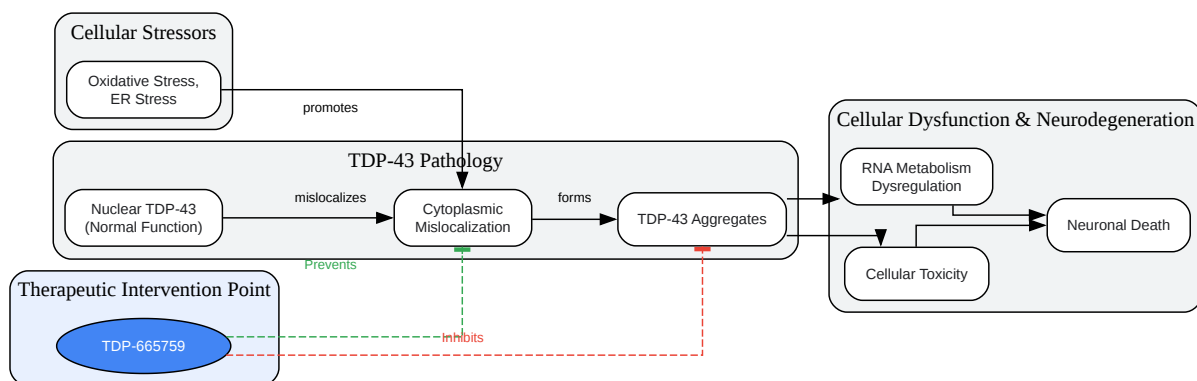 Cellular Stressors
Oxidative Stress,
ER Stress
promotes
TDP-43 Pathology
Nuclear TDP-43
(Normal Function)
mislocalizes
Cytoplasmic
Mislocalization
forms
TDP-43 Aggregates
Cellular Dysfunction & Neurodegeneration
RNA Metabolism
Dysregulation
Cellular Toxicity
Neuronal Death
Therapeutic Intervention Point
TDP-665759
Prevents
Inhibits